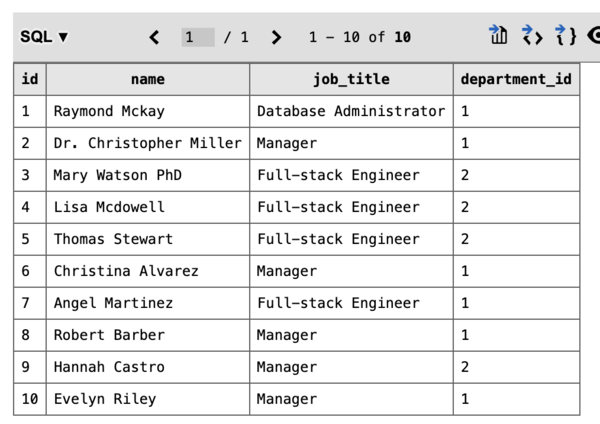 SQL ▼ < 1 / 1 > 1 – 10 of 10
id name job_title department_id
1 Raymond Mckay Database Administrator 1
2 Dr. Christopher Miller Manager 1
3 Mary Watson PhD Full-stack Engineer 2
4 Lisa Mcdowell Full-stack Engineer 2
5 Thomas Stewart Full-stack Engineer 2
6 Christina Alvarez Manager 1
7 Angel Martinez Full-stack Engineer 1
8 Robert Barber Manager 1
9 Hannah Castro Manager 2
10 Evelyn Riley Manager 1